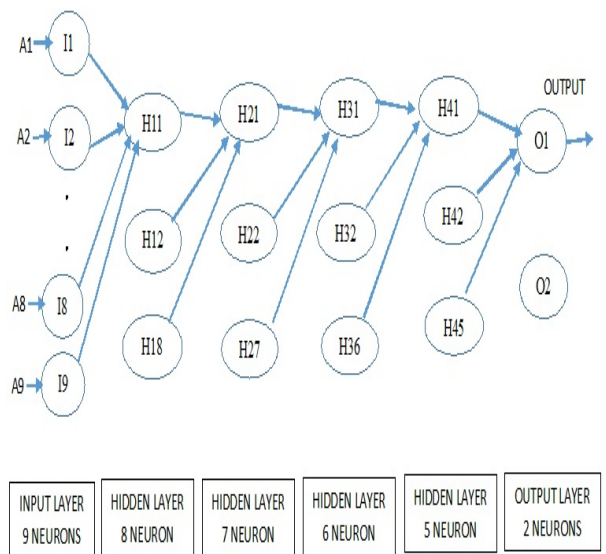 A1
I1
A2
I2
A8
I8
A9
I9
H11
H12
H18
H21
H22
H27
H31
H32
H36
H41
H42
H45
OUTPUT
O1
O2
INPUT LAYER
9 NEURONS
HIDDEN LAYER
8 NEURON
HIDDEN LAYER
7 NEURON
HIDDEN LAYER
6 NEURON
HIDDEN LAYER
5 NEURON
OUTPUT LAYER
2 NEURONS